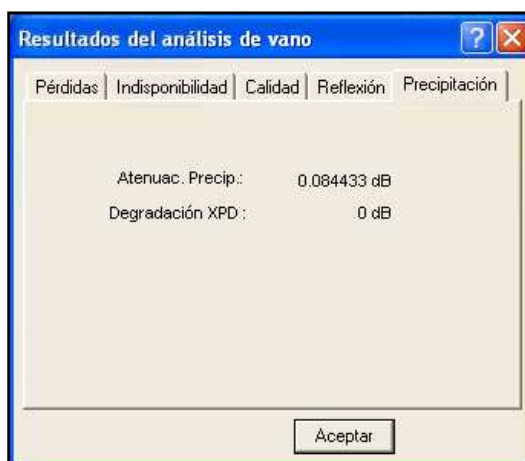 Resultados del análisis de vano
Pérdidas Indisponibilidad Calidad Reflexión Precipitación
Atenuac. Precip.: 0.084433 dB
Degradación XPD : 0 dB
Aceptar